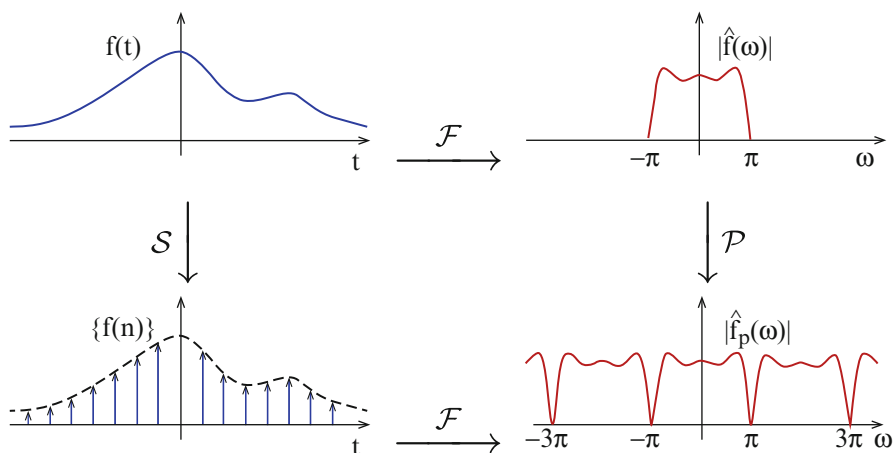 f(t)
|f̂(ω)|
t
ℱ
−π
π
ω
𝒮
𝒫
{f(n)}
|f̂p(ω)|
t
ℱ
−3π
−π
π
3π
ω